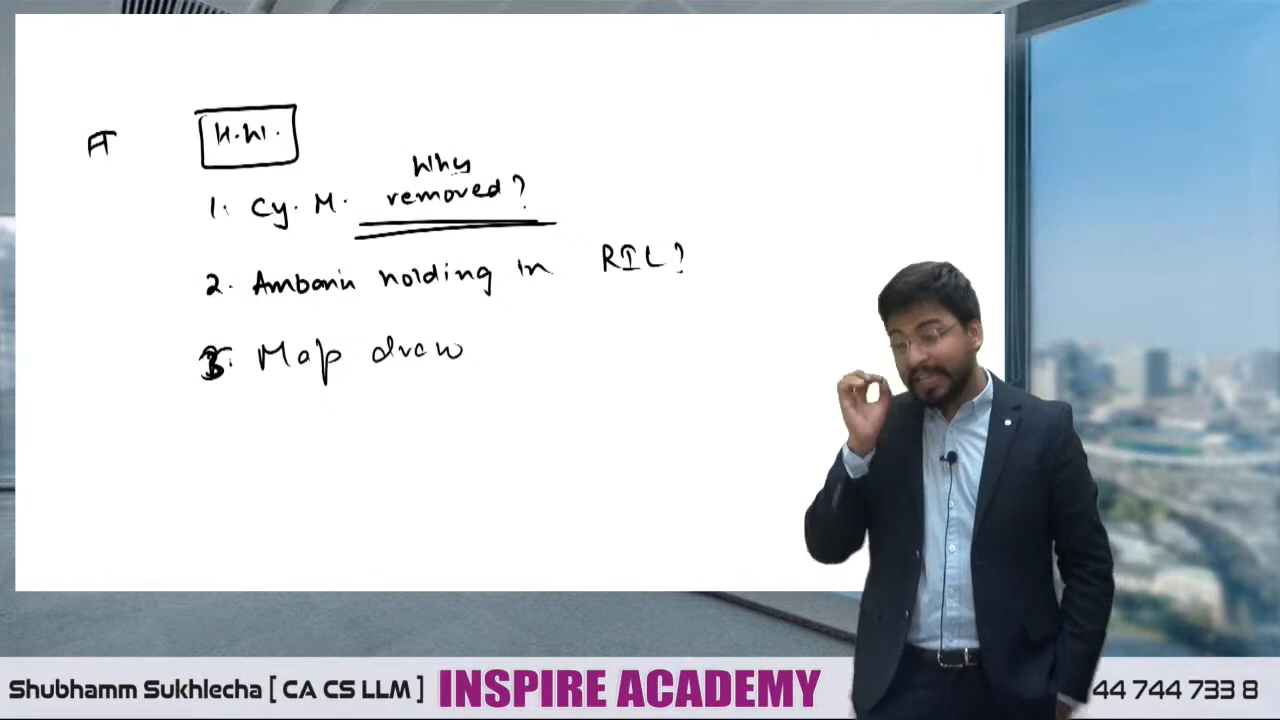 H.W.
Why
1. Cy. M. removed?
2. Ambani holding in RIL?
3. Map draw
Shubhamm Sukhlecha [ CA CS LLM ] INSPIRE ACADEMY 44 744 733 8